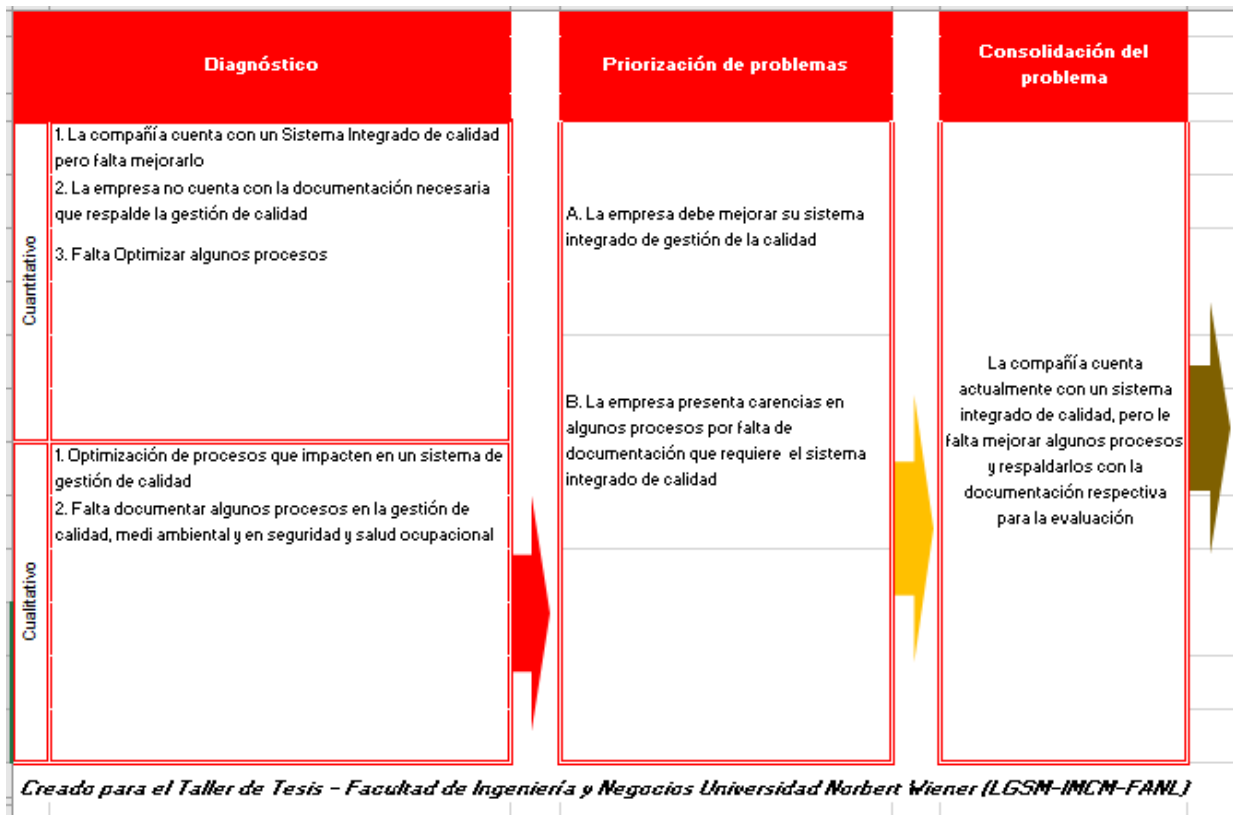 Diagnóstico
Priorización de problemas
Consolidación del
problema
Cuantitativo
1. La compañía cuenta con un Sistema Integrado de calidad
pero falta mejorarlo
2. La empresa no cuenta con la documentación necesaria
que respalde la gestión de calidad
3. Falta Optimizar algunos procesos
Cualitativo
1. Optimización de procesos que impacten en un sistema de
gestión de calidad
2. Falta documentar algunos procesos en la gestión de
calidad, medi ambiental y en seguridad y salud ocupacional
A. La empresa debe mejorar su sistema
integrado de gestión de la calidad
B. La empresa presenta carencias en
algunos procesos por falta de
documentación que requiere el sistema
integrado de calidad
La compañía cuenta
actualmente con un sistema
integrado de calidad, pero le
falta mejorar algunos procesos
y respaldarlos con la
documentación respectiva
para la evaluación
Creado para el Taller de Tesis - Facultad de Ingeniería y Negocios Universidad Norbert Wiener (LGSM-IMCM-FANL)